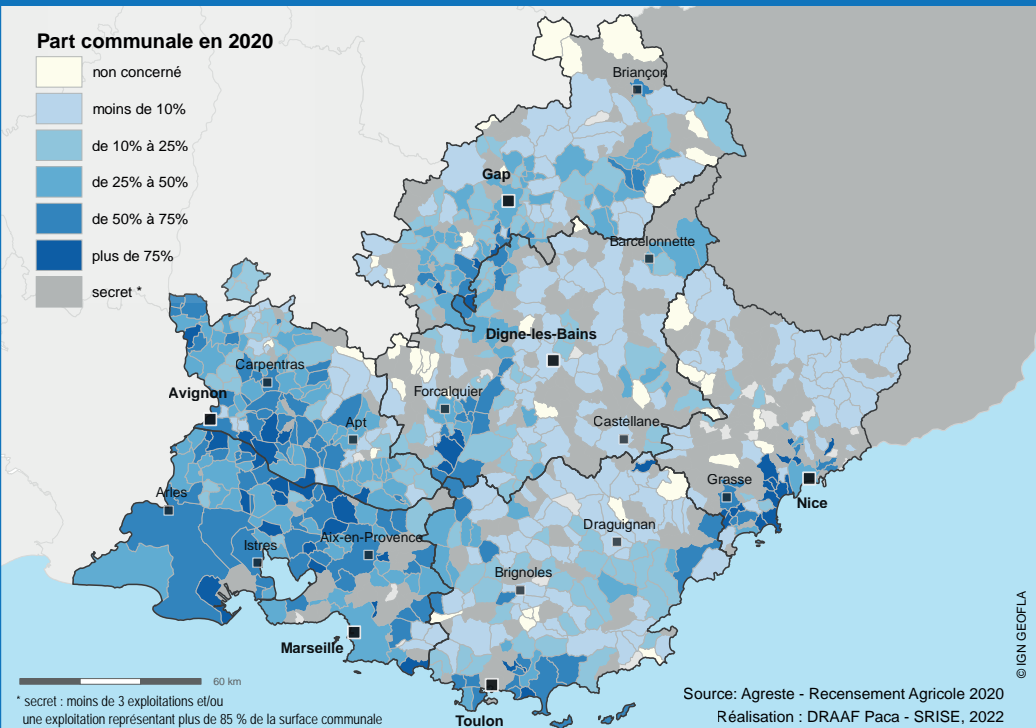 Part communale en 2020
non concerné
moins de 10%
de 10% à 25%
de 25% à 50%
de 50% à 75%
plus de 75%
secret *
Briançon
Gap
Barcelonnette
Digne-les-Bains
Carpentras
Forcalquier
Avignon
Apt
Castellane
Grasse
Nice
Arles
Draguignan
Istres
Aix-en-Provence
Brignoles
Marseille
Toulon
60 km
* secret : moins de 3 exploitations et/ou
une exploitation représentant plus de 85 % de la surface communale
Source: Agreste - Recensement Agricole 2020
Réalisation : DRAAF Paca - SRISE, 2022
© IGN GEOFLA